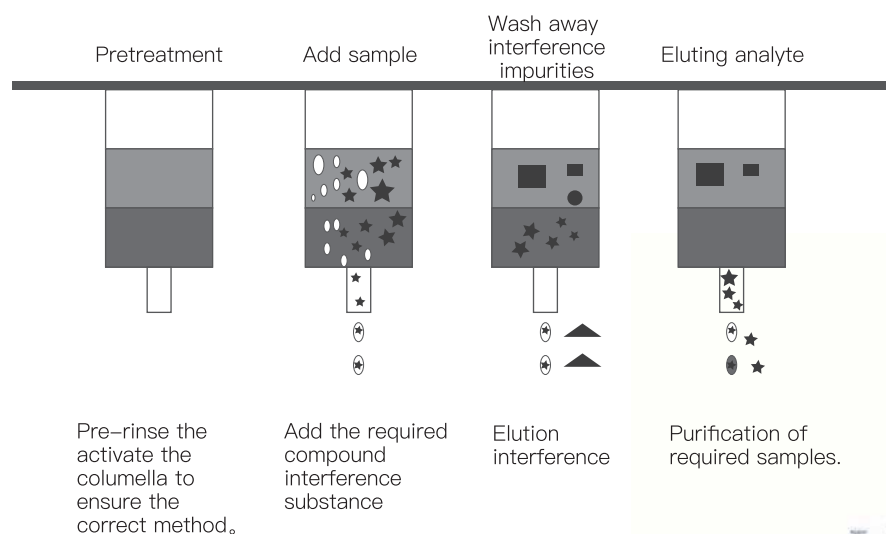 Pretreatment
Add sample
Wash away
interference
impurities
Eluting analyte
Pre–rinse the
activate the
columella to
ensure the
correct method。
Add the required
compound
interference
substance
Elution
interference
Purification of
required samples.